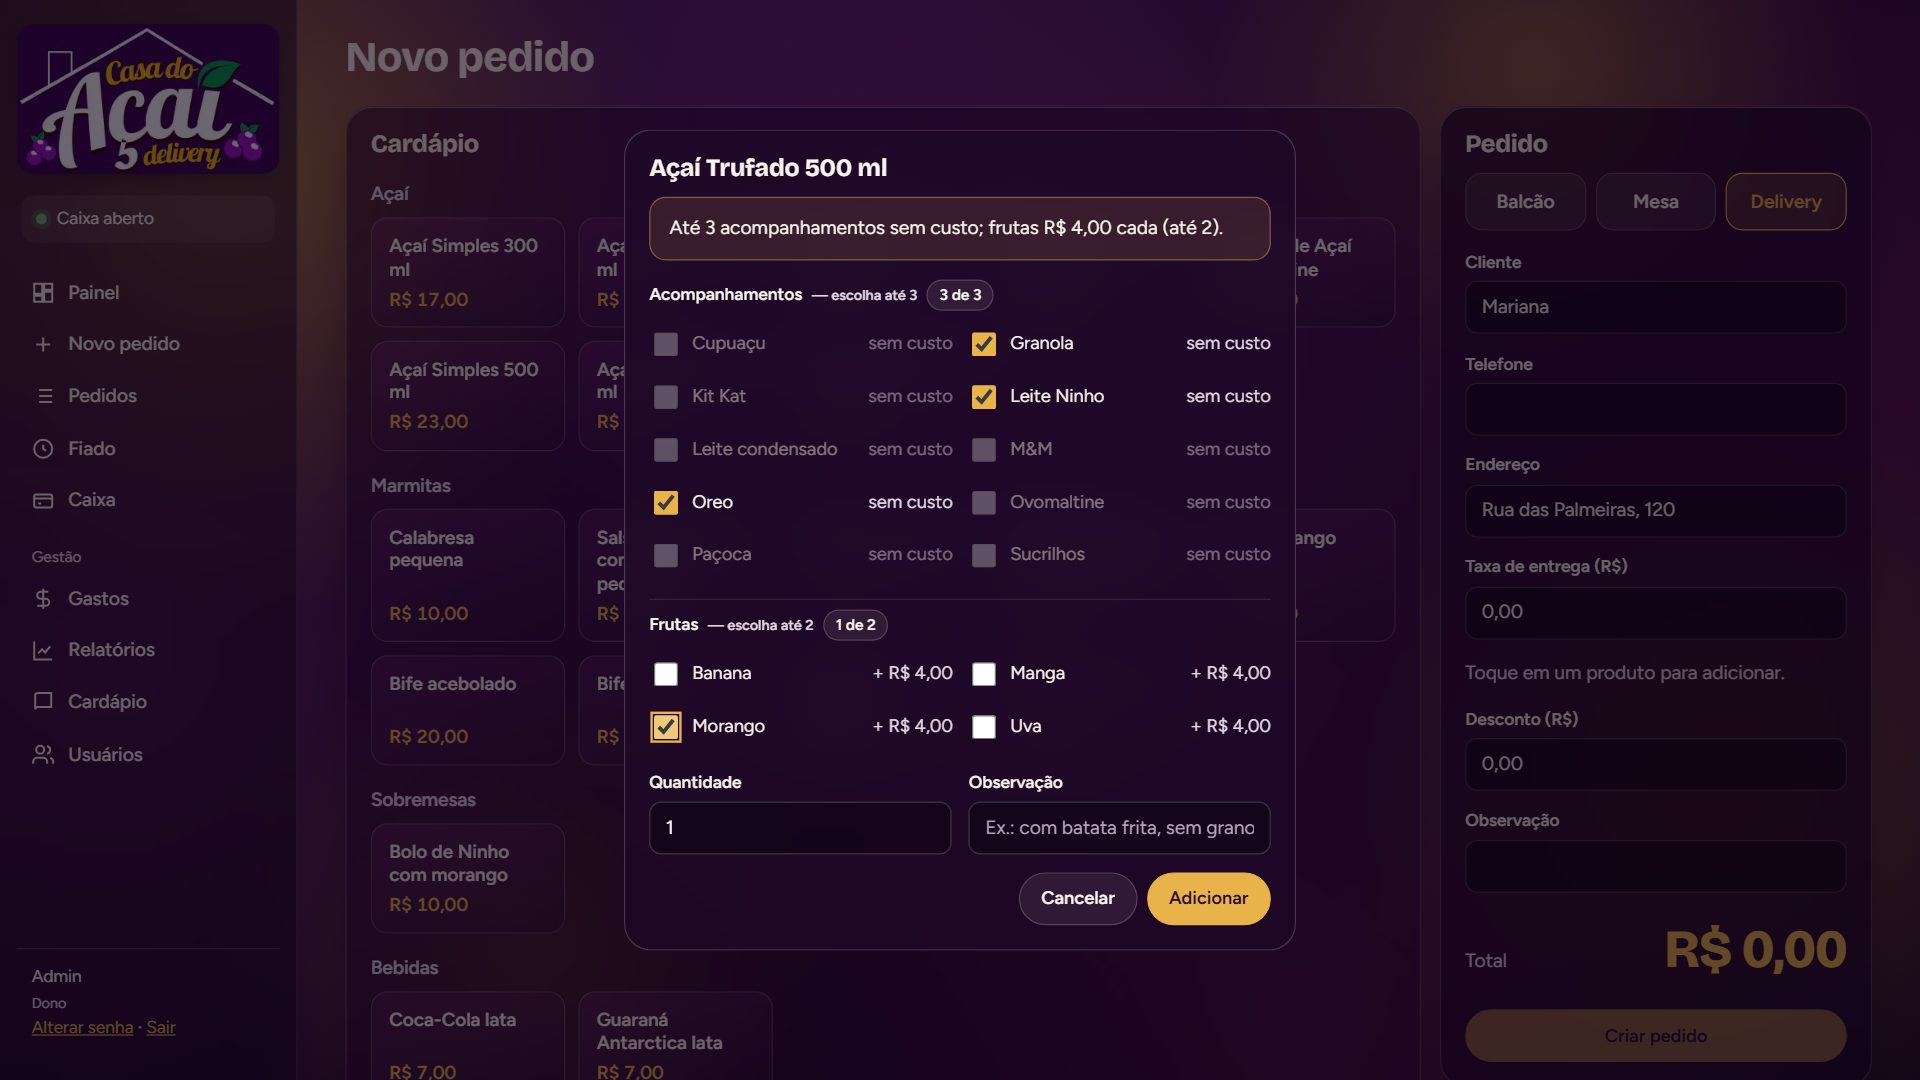 Casa do
Açaí
5 delivery
Caixa aberto
Painel
Novo pedido
Pedidos
Fiado
Caixa
Gestão
Gastos
Relatórios
Cardápio
Usuários
Admin
Dono
Alterar senha · Sair
Novo pedido
Cardápio
Açaí
Açaí Simples 300
ml
R$ 17,00
Açaí Simples 500
ml
R$ 23,00
ml
R$
ml
R$
Marmitas
Calabresa
pequena
R$ 10,00
R$
Bife acebolado
R$ 20,00
R$
Sobremesas
Bolo de Ninho
com morango
R$ 10,00
Bebidas
Coca-Cola lata
R$ 7,00
Guaraná
Antarctica lata
R$ 7,00
Açaí Trufado 500 ml
Até 3 acompanhamentos sem custo; frutas R$ 4,00 cada (até 2).
Acompanhamentos — escolha até 3 3 de 3
Cupuaçu sem custo
Granola sem custo
Kit Kat sem custo
Leite Ninho sem custo
Leite condensado sem custo
M&M sem custo
Oreo sem custo
Ovomaltine sem custo
Paçoca sem custo
Sucrilhos sem custo
Frutas — escolha até 2 1 de 2
Banana + R$ 4,00
Manga + R$ 4,00
Morango + R$ 4,00
Uva + R$ 4,00
Quantidade
1
Observação
Ex.: com batata frita, sem grano
Cancelar
Adicionar
Pedido
Balcão
Mesa
Delivery
Cliente
Mariana
Telefone
Endereço
Rua das Palmeiras, 120
Taxa de entrega (R$)
0,00
Toque em um produto para adicionar.
Desconto (R$)
0,00
Observação
Total R$ 0,00
Criar pedido